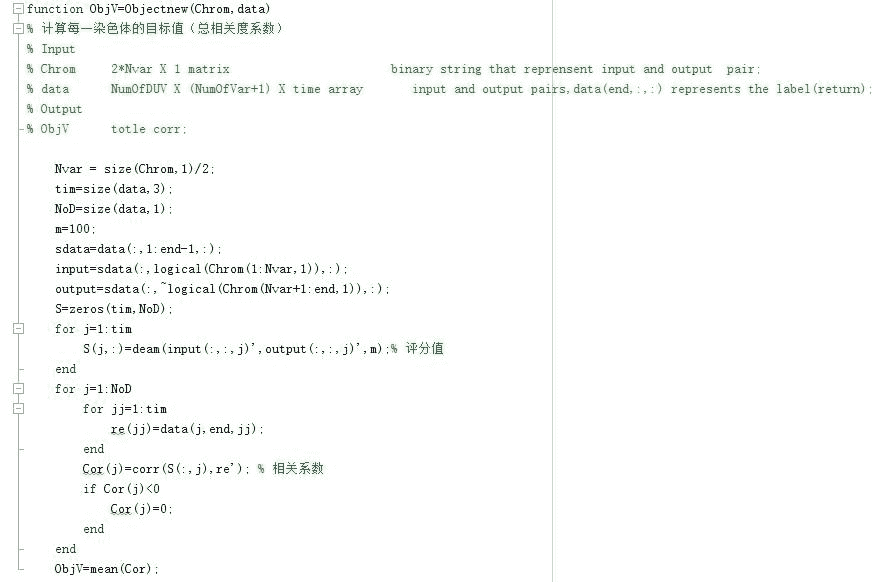 function ObjV=Objectnew(Chrom,data)
% 计算每一染色体的目标值（总相关度系数）
% Input
% Chrom     2*Nvar X 1 matrix                       binary string that reprensent input and output  pair;
% data      NumOfDUV X (NumOfVar+1) X time array       input and output pairs,data(end,:,:) represents the label(return);
% Output
% ObjV      totle corr;
    Nvar = size(Chrom,1)/2;
    tim=size(data,3);
    NoD=size(data,1);
    m=100;
    sdata=data(:,1:end-1,:);
    input=sdata(:,logical(Chrom(1:Nvar,1)),:);
    output=sdata(:,~logical(Chrom(Nvar+1:end,1)),:);
    S=zeros(tim,NoD);
    for j=1:tim
        S(j,:)=deam(input(:,:,j)',output(:,:,j)',m);% 评分值
    end
    for j=1:NoD
        for jj=1:tim
            re(jj)=data(j,end,jj);
        end
        Cor(j)=corr(S(:,j),re'); % 相关系数
        if Cor(j)<0
            Cor(j)=0;
        end
    end
    ObjV=mean(Cor);